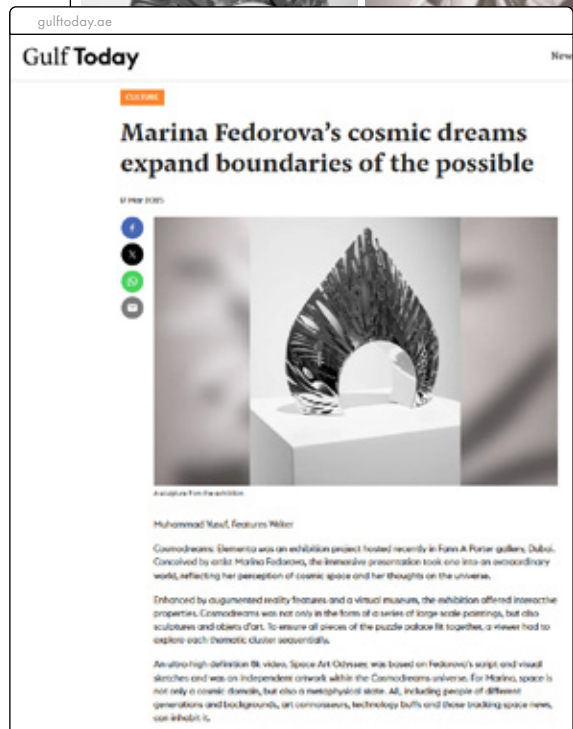 gulftoday.ae
Gulf Today
New
CULTURE
Marina Fedorova's cosmic dreams
expand boundaries of the possible
Mar 2025
A sculpture from the exhibition
Muhammad Yusuf, Features Writer
Cosmodreams: Elementa was an exhibition project hosted recently in Fann A Porter gallery, Dubai.
Conceived by artist Marina Fedorova, the immersive presentation took one into an extraordinary
world, reflecting her perception of cosmic space and her thoughts on the universe.
Enhanced by augumented reality features and a virtual museum, the exhibition offered interactive
properties. Cosmodreams was not only in the form of a series of large scale paintings, but also
sculptures and objets d'art. To ensure all pieces of the puzzle palace fit together, a viewer had to
explore each thematic cluster sequentially.
An ultra-high definition 8k video, Space Art Odyssey, was based on Fedorova's script and visual
sketches and was an independent artwork within the Cosmodreams universe. For Marina, space is
not only a cosmic domain, but also a metaphysical state. All, including people of different
generations and backgrounds, art connoisseurs, technology buffs and those tracking space news,
can inhabit it.